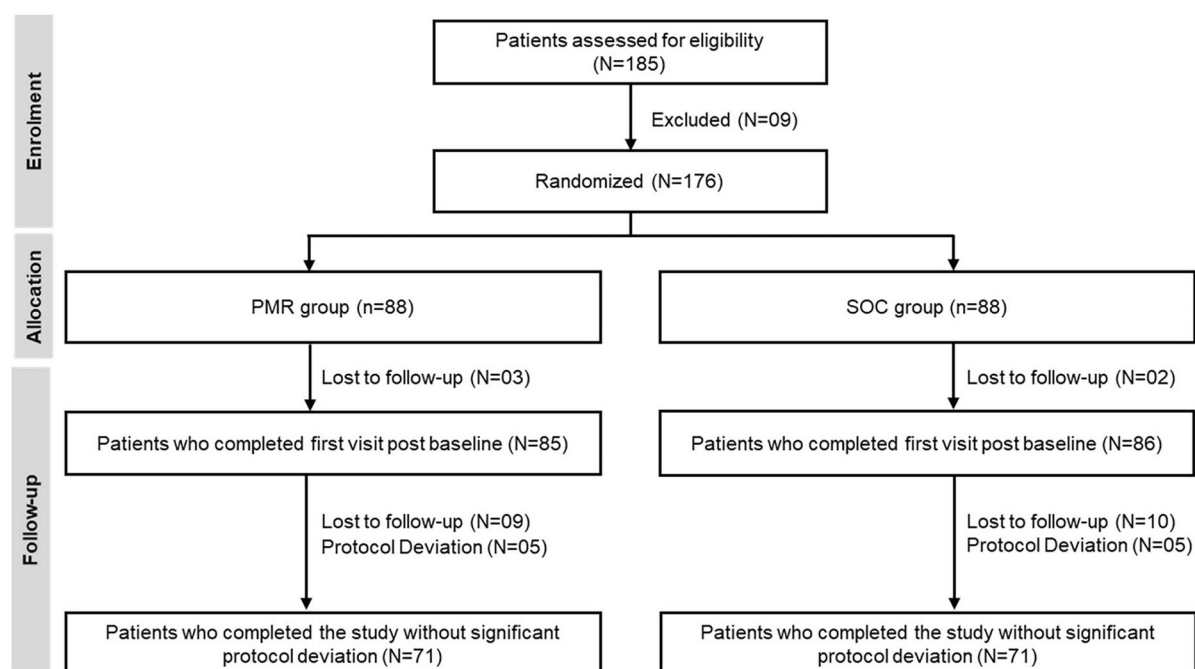 Enrolment
Patients assessed for eligibility
(N=185)
Excluded (N=09)
Randomized (N=176)
Allocation
PMR group (n=88)
SOC group (n=88)
Follow-up
Lost to follow-up (N=03)
Lost to follow-up (N=02)
Patients who completed first visit post baseline (N=85)
Patients who completed first visit post baseline (N=86)
Lost to follow-up (N=09)
Protocol Deviation (N=05)
Lost to follow-up (N=10)
Protocol Deviation (N=05)
Patients who completed the study without significant
protocol deviation (N=71)
Patients who completed the study without significant
protocol deviation (N=71)